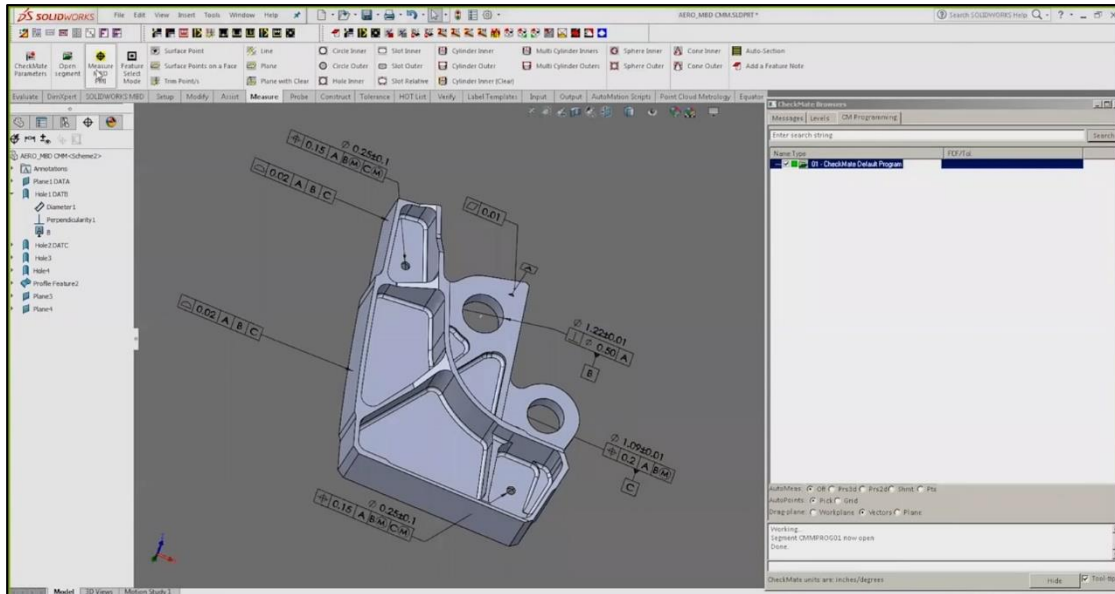 SOLIDWORKS File Edit View Insert Tools Window Help AERO_MBD CMM.SLDPRT * Search SOLIDWORKS Help
CheckMate Parameters
Open segment
Measure
Feature Select Mode
Surface Point Line Circle Inner Slot Inner Cylinder Inner Multi Cylinder Inners Sphere Inner Cone Inner Auto-Section
Surface Points on a Face Plane Circle Outer Slot Outer Cylinder Outer Multi Cylinder Outers Sphere Outer Cone Outer Add a Feature Note
Trim Point/s Plane with Clear Hole Inner Slot Relative Cylinder Inner (Clear)
Evaluate DimXpert SOLIDWORKS MBD Setup Modify Assist Measure Probe Construct Tolerance HOT-List Verify Label Templates Input Output AutoMation Scripts Point Cloud Metrology Equator
AERO_MBD CMM<Scheme2>
Annotations
Plane1 DATA
Hole1 DATB
Diameter1
Perpendicularity1
B
Hole2 DATC
Hole3
Hole4
Profile Feature2
Plane3
Plane4
∅ 0.25±0.1
0.15 A B Ⓜ C Ⓜ
0.02 A B C
0.01
A
0.02 A B C
∅ 1.22±0.01
⊥ ∅ 0.50 A
B
∅ 1.09±0.01
0.2 A B Ⓜ
C
∅ 0.25±0.1
0.15 A B Ⓜ C Ⓜ
CheckMate Browsers
Messages Levels CM Programming
Enter search string Search
Name Type FDF/Tol
01 - CheckMate Default Program
AutoMeas: Off Prs3d Prs2d Shrnt Pts
AutoPoints: Pick Grid
Drag-plane: Workplane Vectors Plane
Working...
Segment CMMPROG01 now open
Done.
CheckMate units are: inches/degrees Hide
Model 3D Views Motion Study 1